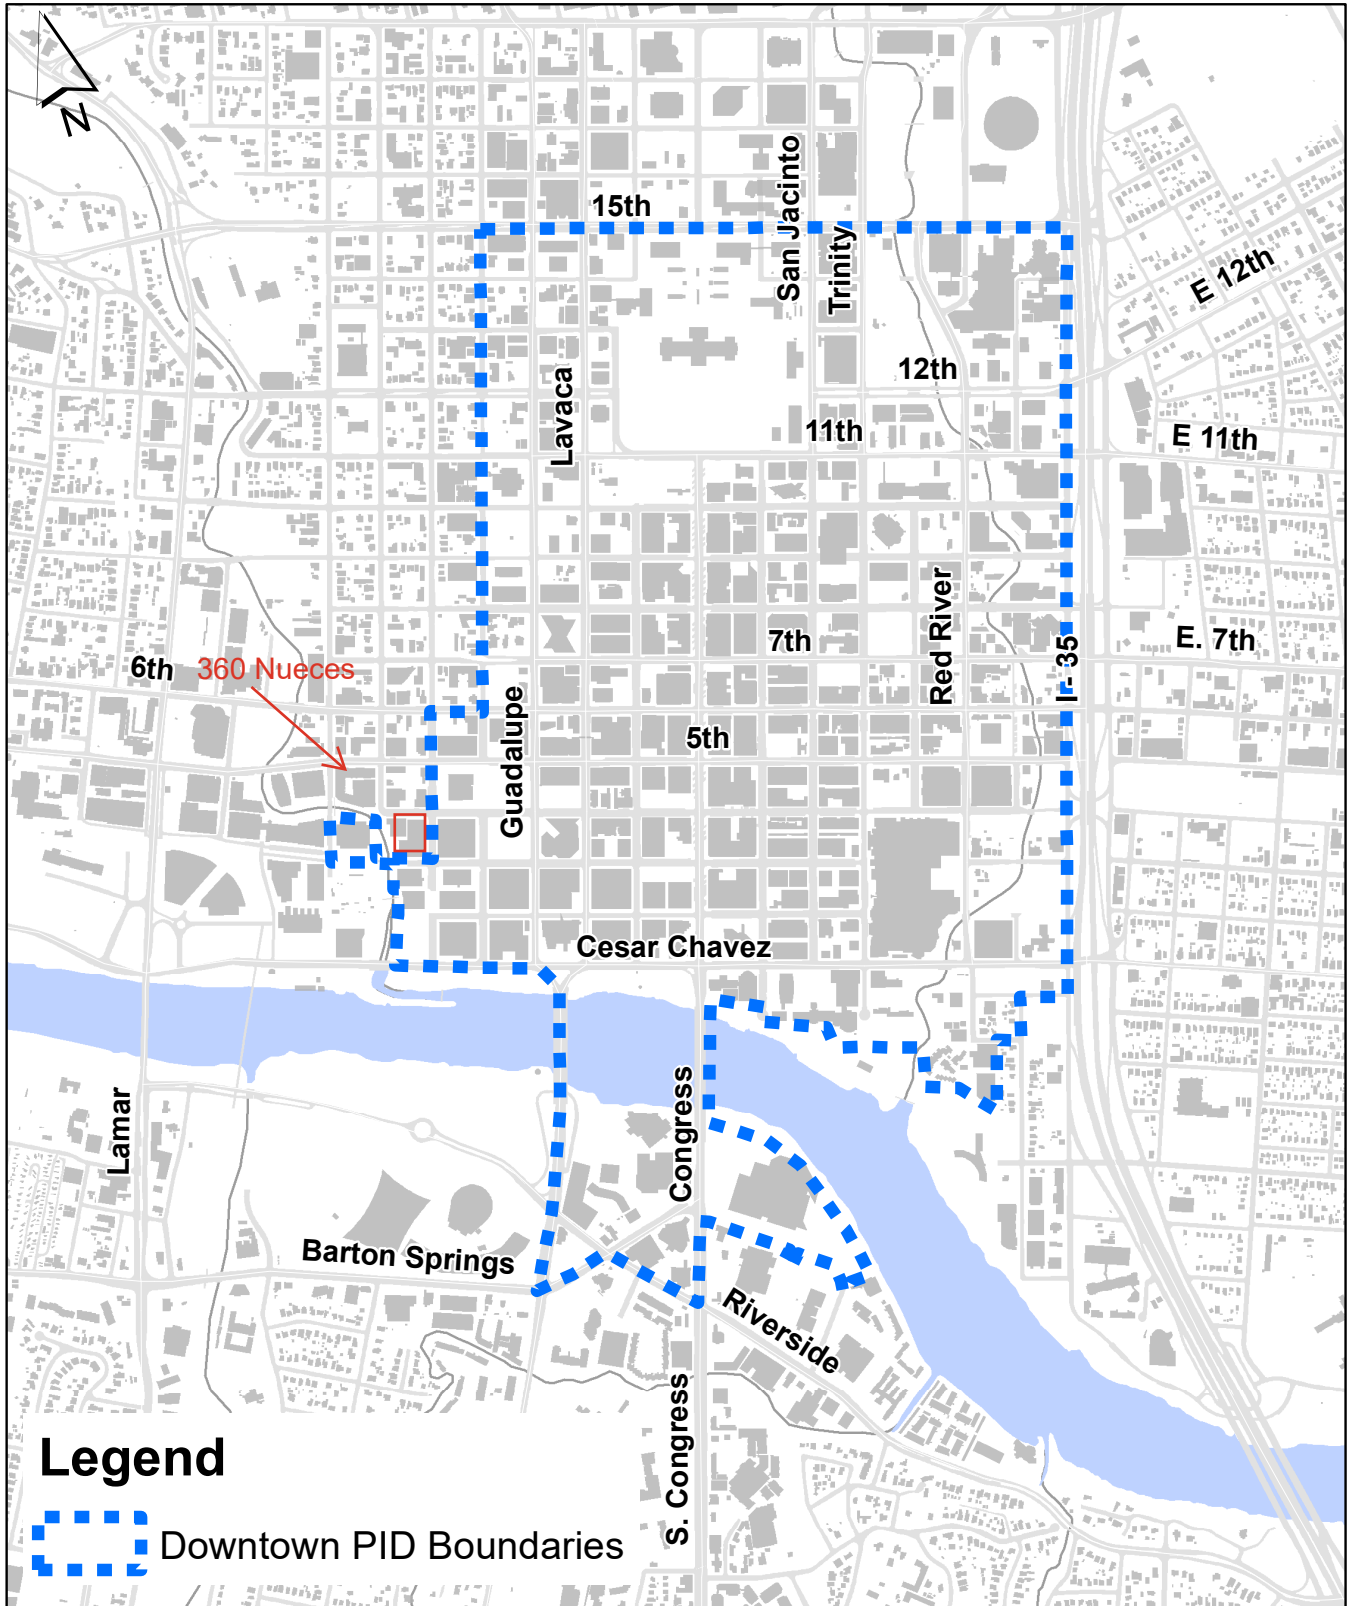 N
15th
San Jacinto
Trinity
E 12th
12th
Lavaca
11th
E 11th
Red River
7th
E. 7th
I - 35
6th
360 Nueces
Guadalupe
5th
Cesar Chavez
Lamar
Congress
Barton Springs
Riverside
S. Congress
Legend
Downtown PID Boundaries